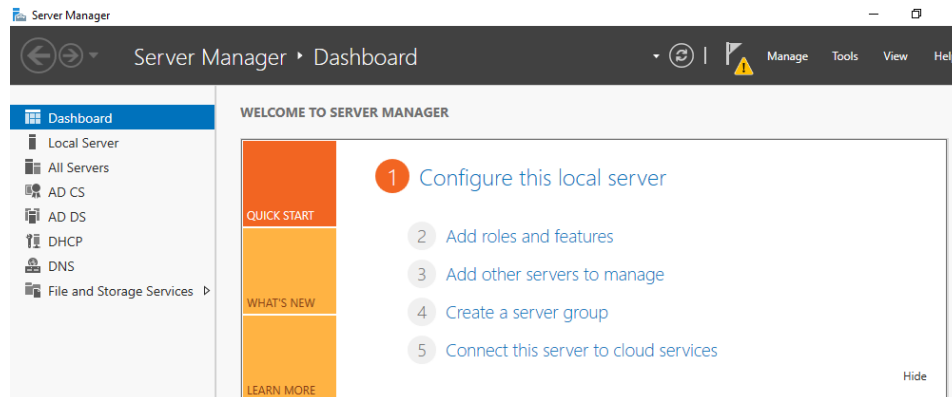 Server Manager
Server Manager ‣ Dashboard
Manage Tools View Hel
Dashboard
Local Server
All Servers
AD CS
AD DS
DHCP
DNS
File and Storage Services
WELCOME TO SERVER MANAGER
QUICK START
WHAT'S NEW
LEARN MORE
1 Configure this local server
2 Add roles and features
3 Add other servers to manage
4 Create a server group
5 Connect this server to cloud services
Hide